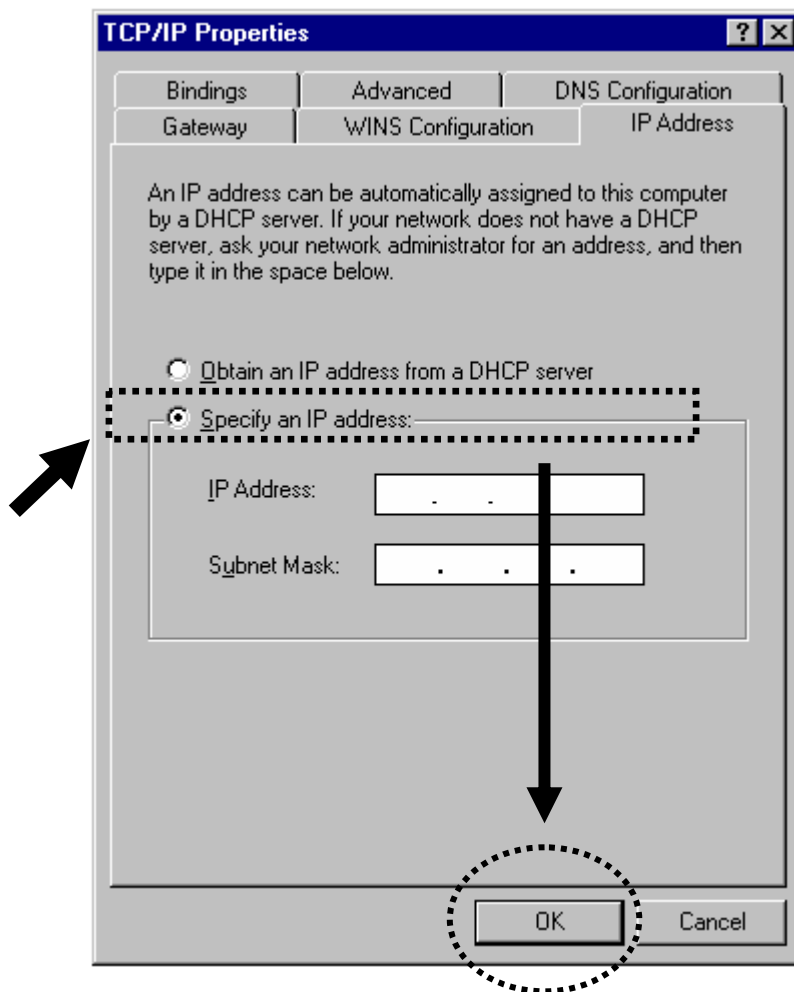 TCP/IP Properties
Bindings Advanced DNS Configuration
Gateway WINS Configuration IP Address
An IP address can be automatically assigned to this computer
by a DHCP server. If your network does not have a DHCP
server, ask your network administrator for an address, and then
type it in the space below.
Obtain an IP address from a DHCP server
Specify an IP address:
IP Address:
Subnet Mask:
OK Cancel